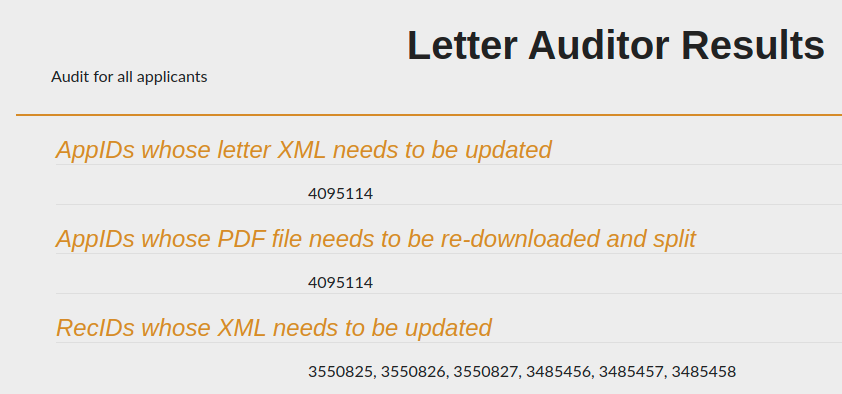 Letter Auditor Results
Audit for all applicants
AppIDs whose letter XML needs to be updated
4095114
AppIDs whose PDF file needs to be re-downloaded and split
4095114
RecIDs whose XML needs to be updated
3550825, 3550826, 3550827, 3485456, 3485457, 3485458